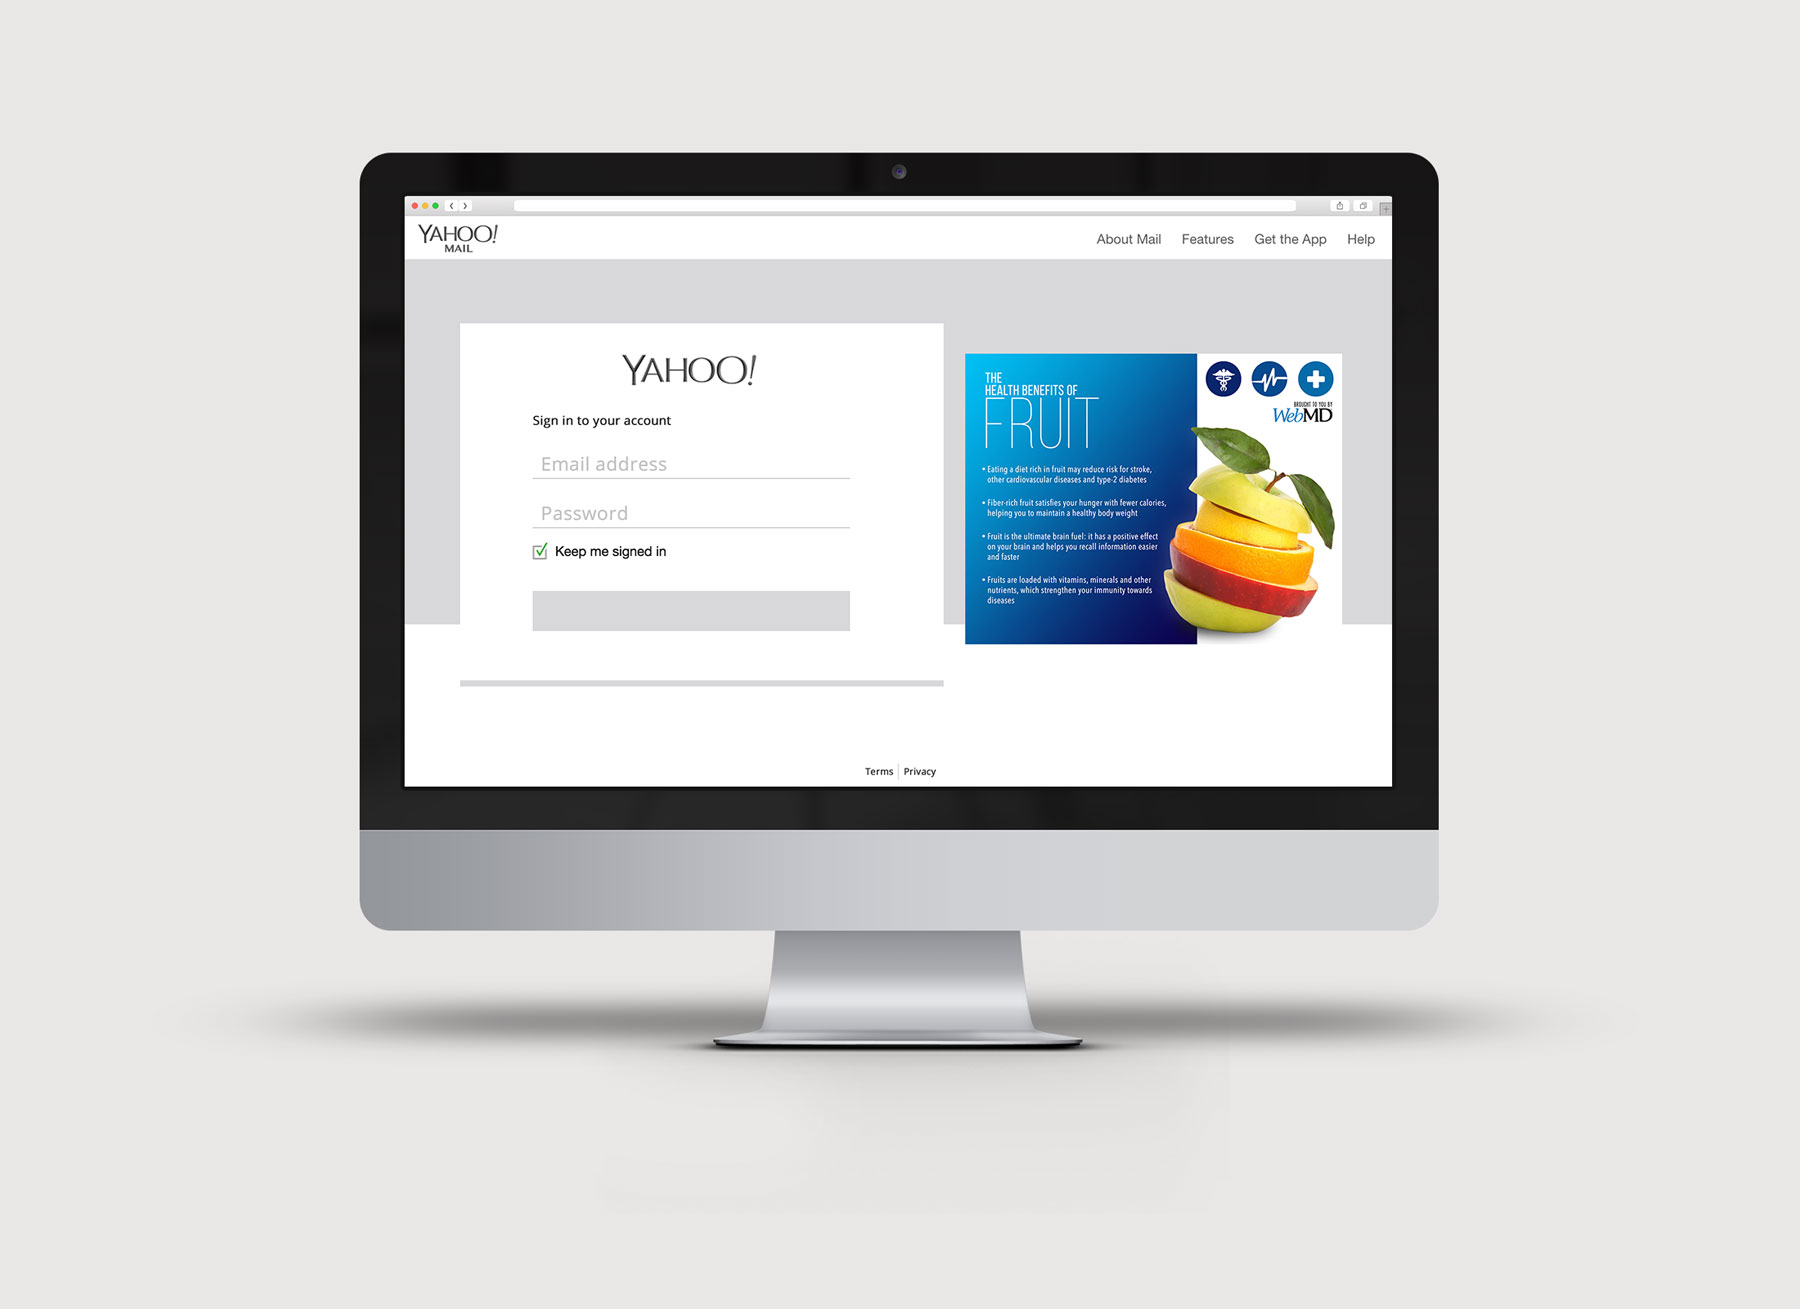 YAHOO!
MAIL
About Mail Features Get the App Help
YAHOO!
Sign in to your account
Email address
Password
Keep me signed in
THE
HEALTH BENEFITS OF
FRUIT
• Eating a diet rich in fruit may reduce risk for stroke,
other cardiovascular diseases and type-2 diabetes
• Fiber-rich fruit satisfies your hunger with fewer calories,
helping you to maintain a healthy body weight
• Fruit is the ultimate brain fuel: it has a positive effect
on your brain and helps you recall information easier
and faster
• Fruits are loaded with vitamins, minerals and other
nutrients, which strengthen your immunity towards
diseases
BROUGHT TO YOU BY
WebMD
Terms | Privacy